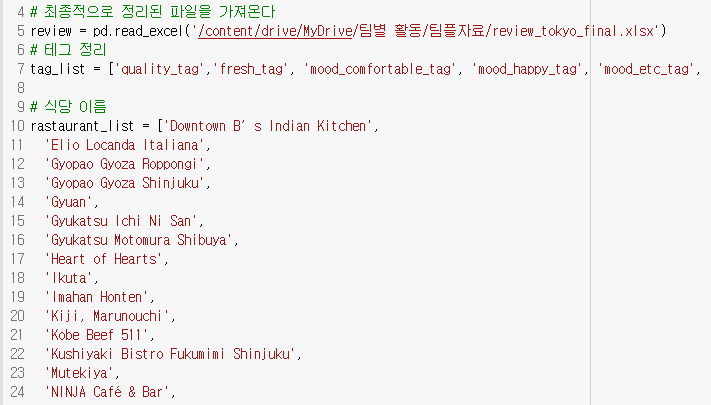 4 # 최종적으로 정리된 파일을 가져온다
5 review = pd.read_excel('/content/drive/MyDrive/팀별 활동/팀플자료/review_tokyo_final.xlsx')
6 # 테그 정리
7 tag_list = ['quality_tag','fresh_tag', 'mood_comfortable_tag', 'mood_happy_tag', 'mood_etc_tag',
8
9 # 식당 이름
10 rastaurant_list = ['Downtown B’s Indian Kitchen',
11 'Elio Locanda Italiana',
12 'Gyopao Gyoza Roppongi',
13 'Gyopao Gyoza Shinjuku',
14 'Gyuan',
15 'Gyukatsu Ichi Ni San',
16 'Gyukatsu Motomura Shibuya',
17 'Heart of Hearts',
18 'Ikuta',
19 'Imahan Honten',
20 'Kiji, Marunouchi',
21 'Kobe Beef 511',
22 'Kushiyaki Bistro Fukumimi Shinjuku',
23 'Mutekiya',
24 'NINJA Café & Bar',